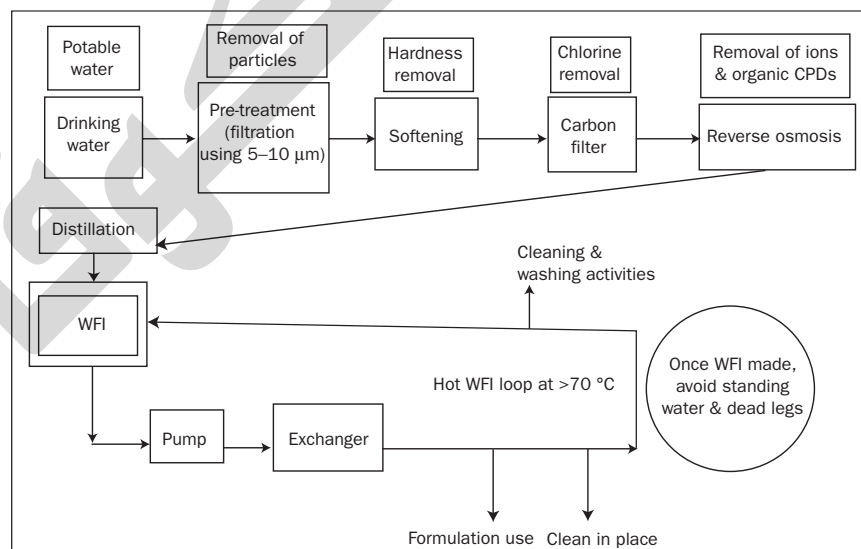 Potable
water
Removal of
particles
Hardness
removal
Chlorine
removal
Removal of ions
& organic CPDs
Drinking
water
Pre-treatment
(filtration
using 5–10 μm)
Softening
Carbon
filter
Reverse osmosis
Distillation
Cleaning &
washing activities
WFI
Hot WFI loop at >70 °C
Once WFI made,
avoid standing
water & dead legs
Pump
Exchanger
Formulation use
Clean in place